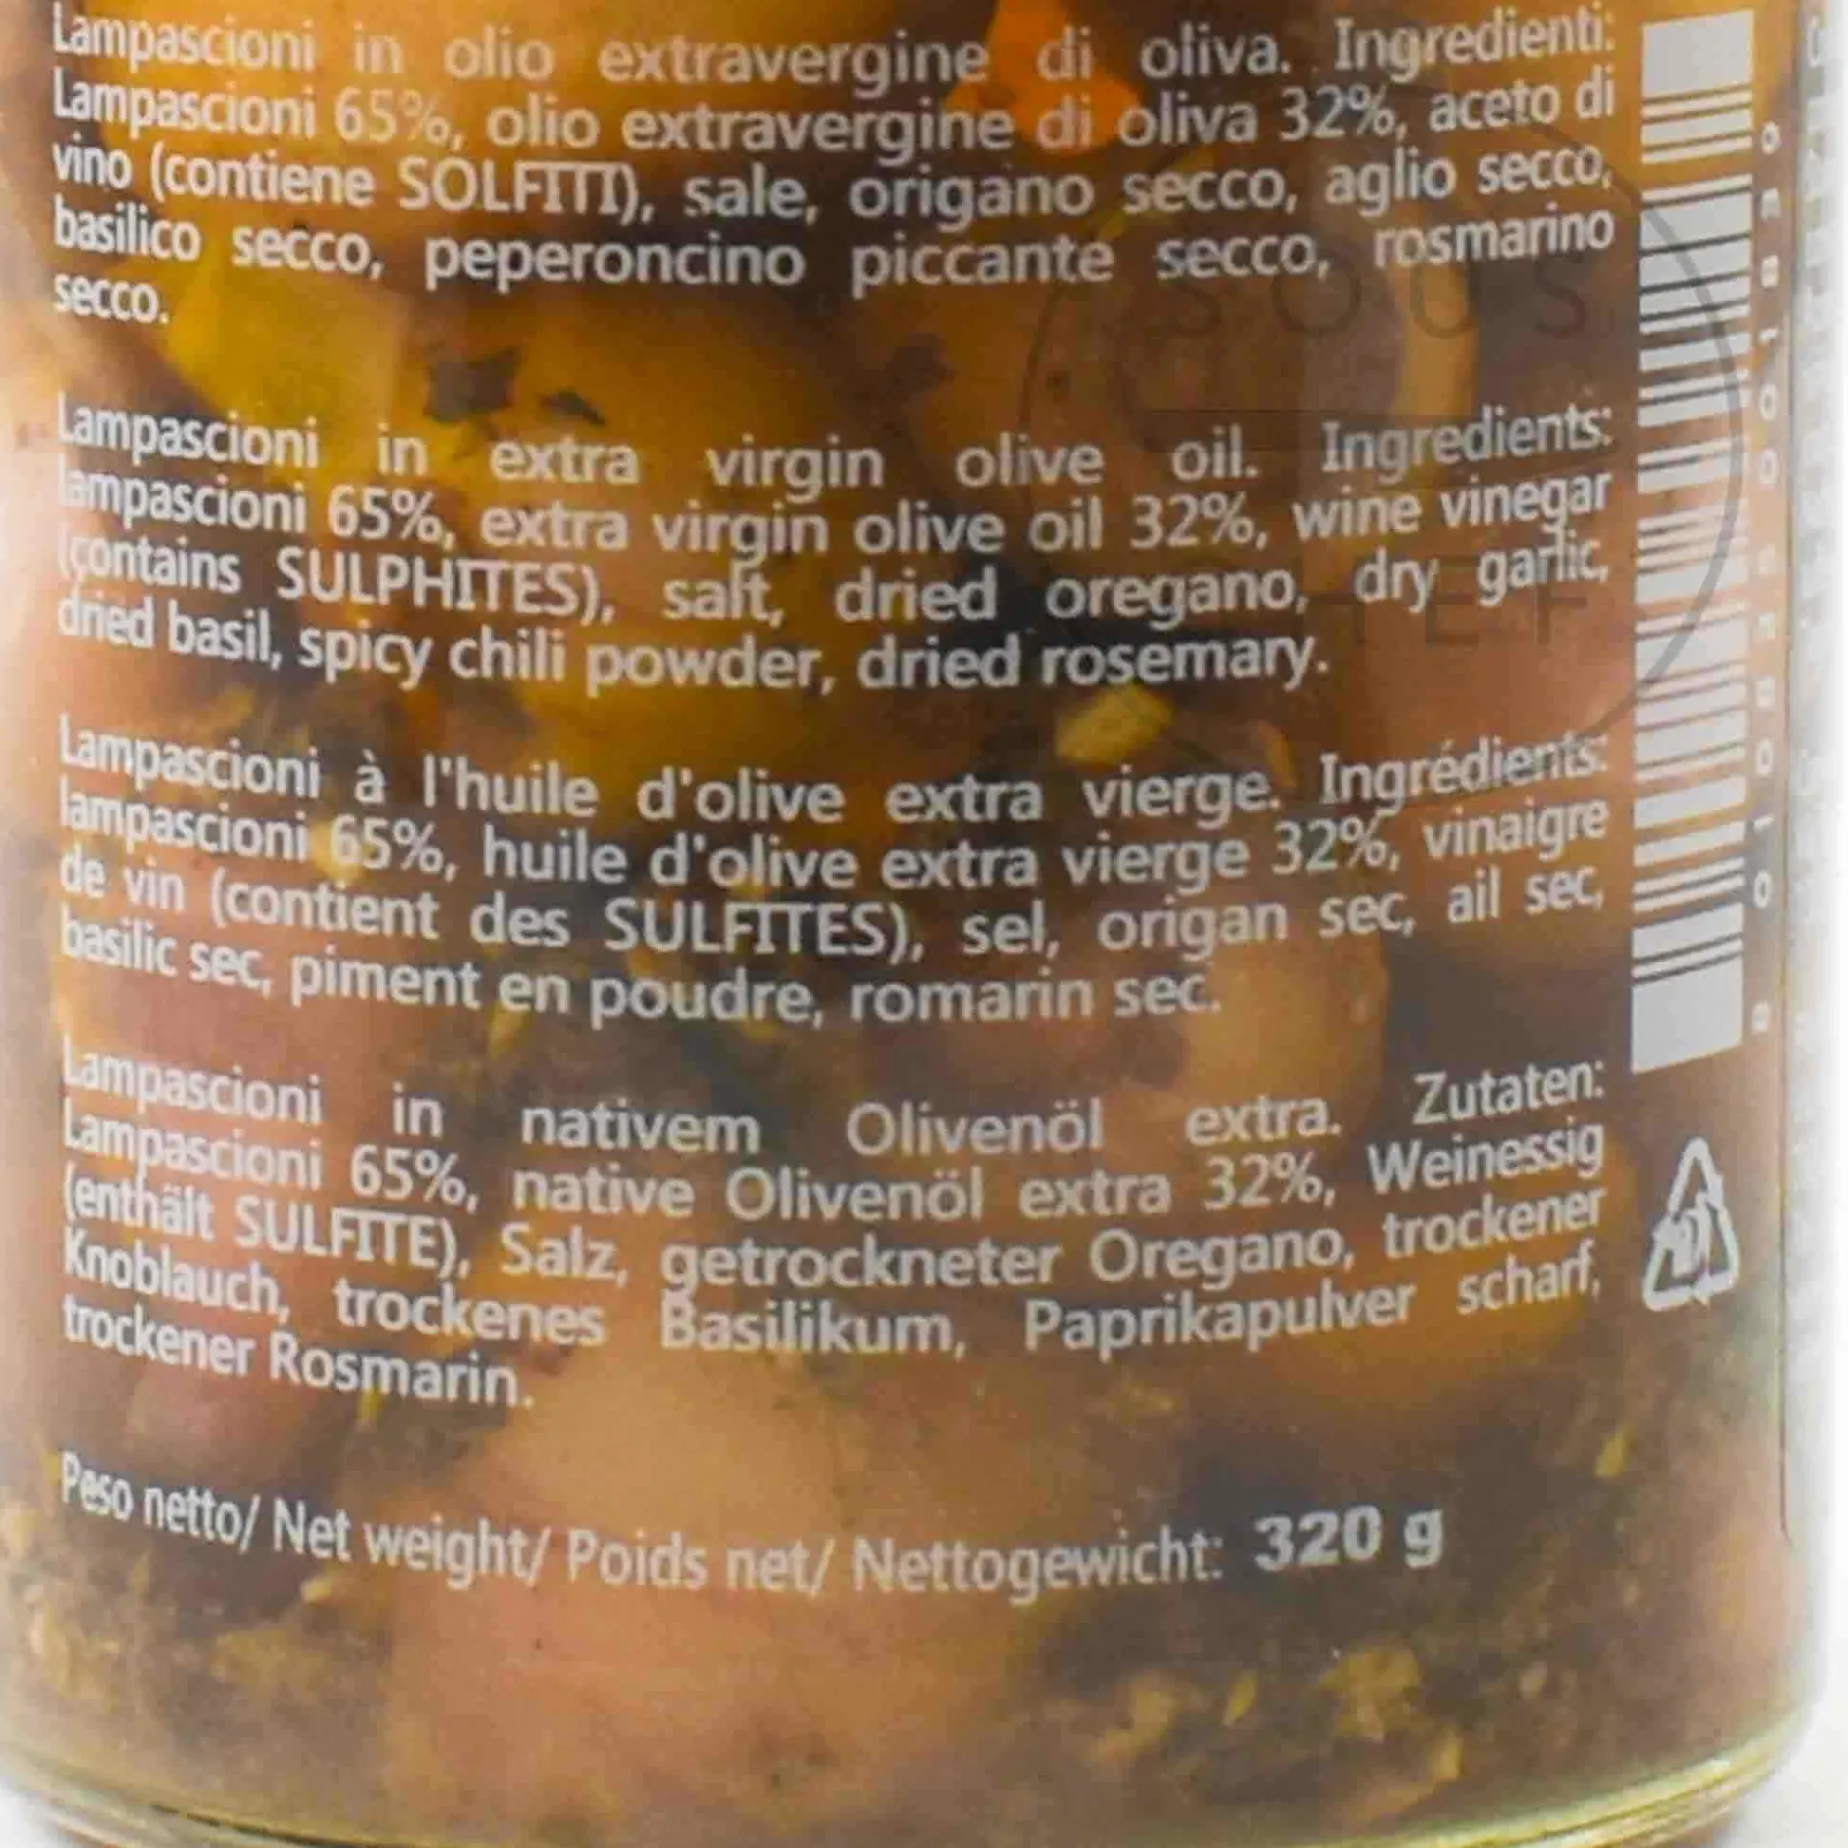 Lampascioni in olio extravergine di oliva. Ingredienti:
Lampascioni 65%, olio extravergine di oliva 32%, aceto di
vino (contiene SOLFITI), sale, origano secco, aglio secco,
basilico secco, peperoncino piccante secco, rosmarino
secco.
Lampascioni in extra virgin olive oil. Ingredients:
lampascioni 65%, extra virgin olive oil 32%, wine vinegar
(contains SULPHITES), salt, dried oregano, dry garlic,
dried basil, spicy chili powder, dried rosemary.
Lampascioni à l'huile d'olive extra vierge. Ingrédients:
lampascioni 65%, huile d'olive extra vierge 32%, vinaigre
de vin (contient des SULFITES), sel, origan sec, ail sec,
basilic sec, piment en poudre, romarin sec.
Lampascioni in nativem Olivenöl extra. Zutaten:
Lampascioni 65%, native Olivenöl extra 32%, Weinessig
(enthält SULFITE), Salz, getrockneter Oregano, trockener
Knoblauch, trockenes Basilikum, Paprikapulver scharf,
trockener Rosmarin.
Peso netto/ Net weight/ Poids net/ Nettogewicht: 320 g
SOUS
CHEF